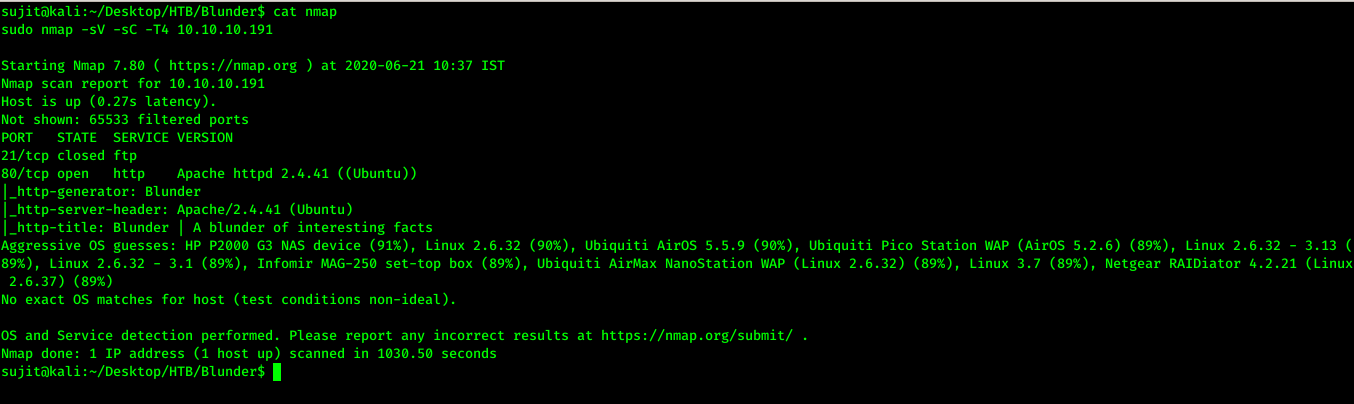 sujit@kali:~/Desktop/HTB/Blunder$ cat nmap
sudo nmap -sV -sC -T4 10.10.10.191

Starting Nmap 7.80 ( https://nmap.org ) at 2020-06-21 10:37 IST
Nmap scan report for 10.10.10.191
Host is up (0.27s latency).
Not shown: 65533 filtered ports
PORT   STATE  SERVICE VERSION
21/tcp closed ftp
80/tcp open   http    Apache httpd 2.4.41 ((Ubuntu))
|_http-generator: Blunder
|_http-server-header: Apache/2.4.41 (Ubuntu)
|_http-title: Blunder | A blunder of interesting facts
Aggressive OS guesses: HP P2000 G3 NAS device (91%), Linux 2.6.32 (90%), Ubiquiti AirOS 5.5.9 (90%), Ubiquiti Pico Station WAP (AirOS 5.2.6) (89%), Linux 2.6.32 - 3.13 (
89%), Linux 2.6.32 - 3.1 (89%), Infomir MAG-250 set-top box (89%), Ubiquiti AirMax NanoStation WAP (Linux 2.6.32) (89%), Linux 3.7 (89%), Netgear RAIDiator 4.2.21 (Linux
 2.6.37) (89%)
No exact OS matches for host (test conditions non-ideal).

OS and Service detection performed. Please report any incorrect results at https://nmap.org/submit/ .
Nmap done: 1 IP address (1 host up) scanned in 1030.50 seconds
sujit@kali:~/Desktop/HTB/Blunder$